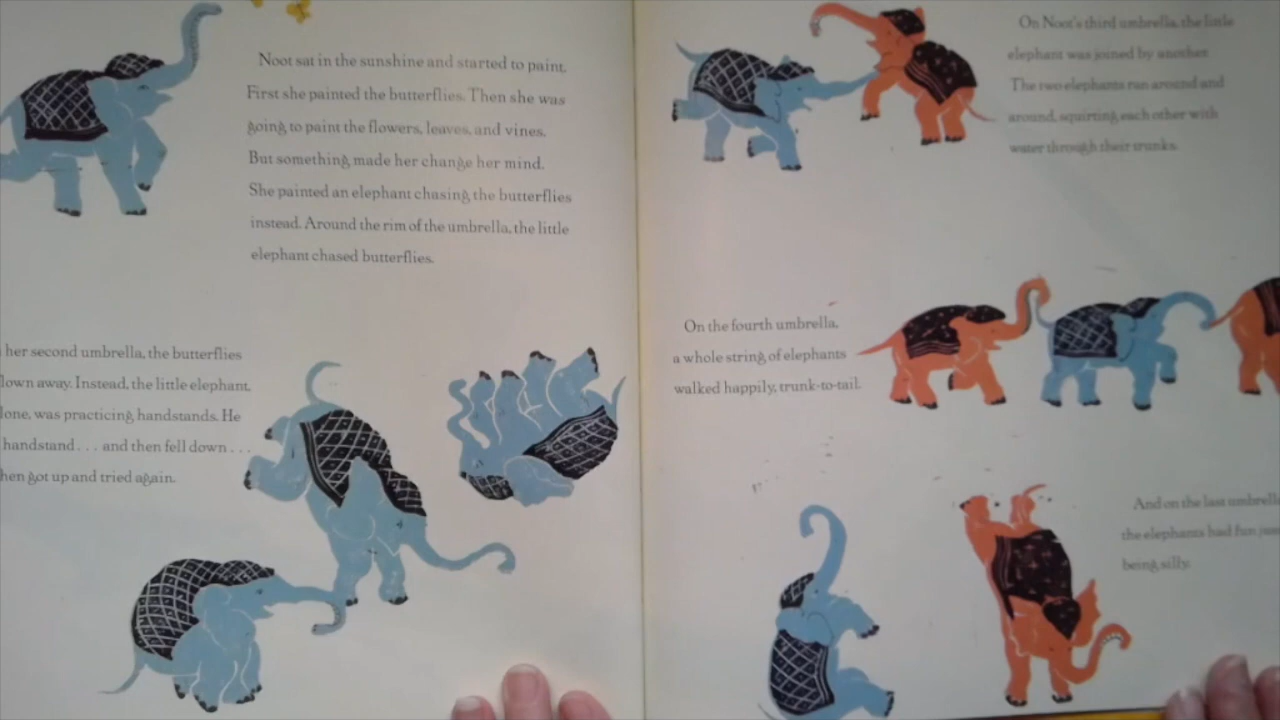 Noot sat in the sunshine and started to paint.
First she painted the butterflies. Then she was
going to paint the flowers, leaves, and vines.
But something made her change her mind.
She painted an elephant chasing the butterflies
instead. Around the rim of the umbrella, the little
elephant chased butterflies.
her second umbrella, the butterflies
lown away. Instead, the little elephant,
lone, was practicing handstands. He
handstand . . . and then fell down . . .
hen got up and tried again.
On Noot's third umbrella, the little
elephant was joined by another.
The two elephants ran around and
around, squirting each other with
water through their trunks.
On the fourth umbrella,
a whole string of elephants
walked happily, trunk-to-tail.
And on the last umbrell
the elephants had fun jus
being silly.